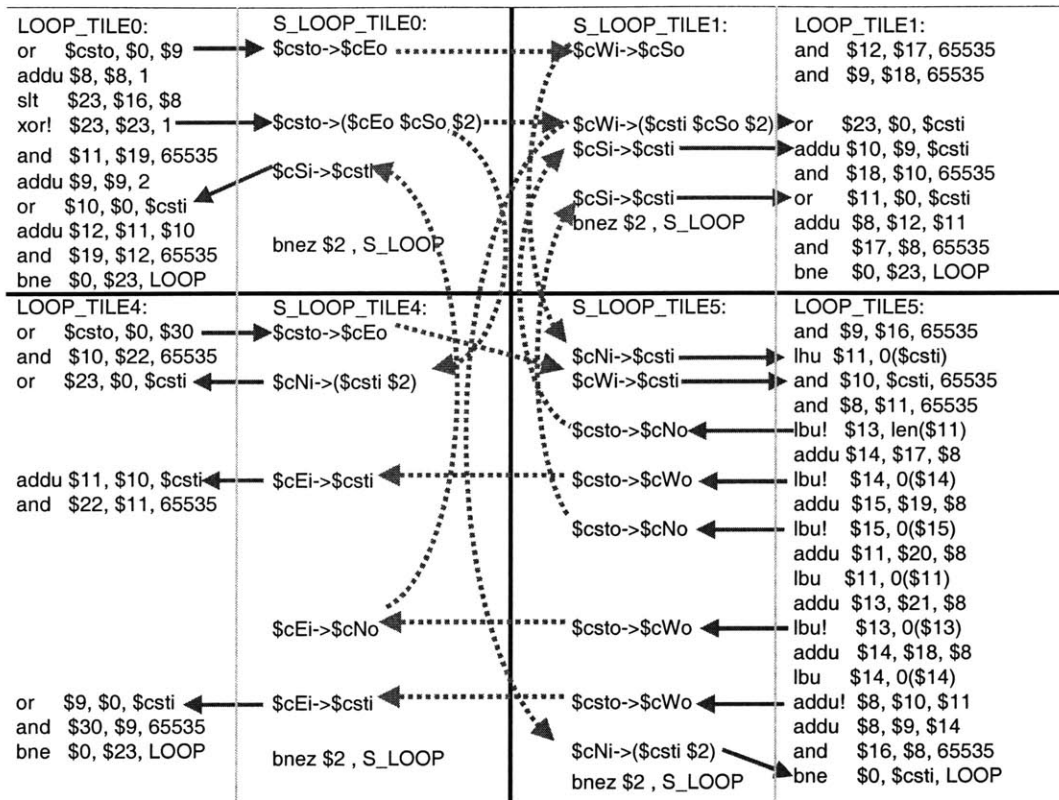 LOOP_TILE0:
or $csto, $0, $9
addu $8, $8, 1
slt $23, $16, $8
xor! $23, $23, 1
and $11, $19, 65535
addu $9, $9, 2
or $10, $0, $csti
addu $12, $11, $10
and $19, $12, 65535
bne $0, $23, LOOP
S_LOOP_TILE0:
$csto->$cEo
$csto->($cEo $cSo $2)
$cSi->$csti
bnez $2 , S_LOOP
S_LOOP_TILE1:
$cWi->$cSo
$cWi->($csti $cSo $2)
$cSi->$csti
$cSi->$csti
bnez $2 , S_LOOP
LOOP_TILE1:
and $12, $17, 65535
and $9, $18, 65535
or $23, $0, $csti
addu $10, $9, $csti
and $18, $10, 65535
or $11, $0, $csti
addu $8, $12, $11
and $17, $8, 65535
bne $0, $23, LOOP
LOOP_TILE4:
or $csto, $0, $30
and $10, $22, 65535
or $23, $0, $csti
addu $11, $10, $csti
and $22, $11, 65535
or $9, $0, $csti
and $30, $9, 65535
bne $0, $23, LOOP
S_LOOP_TILE4:
$csto->$cEo
$cNi->($csti $2)
$cEi->$csti
$cEi->$cNo
$cEi->$csti
bnez $2 , S_LOOP
S_LOOP_TILE5:
$cNi->$csti
$cWi->$csti
$csto->$cNo
$csto->$cWo
$csto->$cNo
$csto->$cWo
$csto->$cWo
$cNi->($csti $2)
bnez $2 , S_LOOP
LOOP_TILE5:
and $9, $16, 65535
lhu $11, 0($csti)
and $10, $csti, 65535
and $8, $11, 65535
lbu! $13, len($11)
addu $14, $17, $8
lbu! $14, 0($14)
addu $15, $19, $8
lbu! $15, 0($15)
addu $11, $20, $8
lbu $11, 0($11)
addu $13, $21, $8
lbu! $13, 0($13)
addu $14, $18, $8
lbu $14, 0($14)
addu! $8, $10, $11
addu $8, $9, $14
and $16, $8, 65535
bne $0, $csti, LOOP